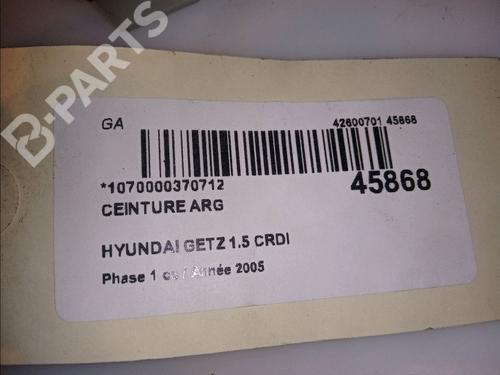 B-PARTS
GA
42600701 45868
*1070000370712
45868
CEINTURE ARG
HYUNDAI GETZ 1.5 CRDI
Phase 1 / Année 2005